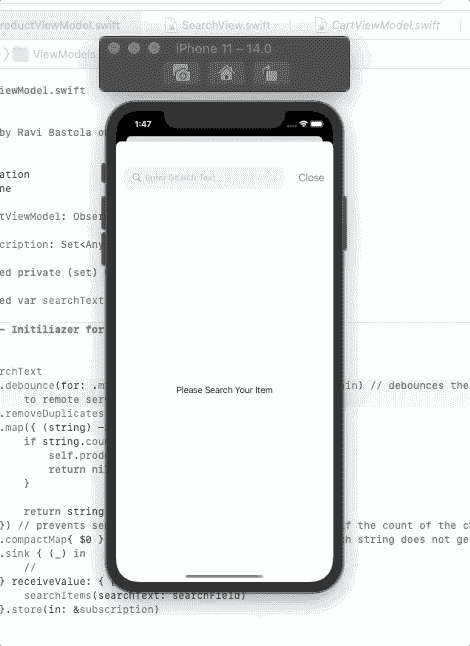 roductViewModel.swift
SearchView.swift
CartViewModel.swift
ViewModels
iPhone 11 – 14.0
iewModel.swift
1:47
by Ravi Bastola o
Enter Search Text
Close
ation
ne
tViewModel: Obser
cription: Set<Any
ed private (set)
ed var searchText
– Initiliazer for
Please Search Your Item
rchText
.debounce(for: .m
in) // debounces the
to remote ser
.removeDuplicates
.map({ (string) –
if string.cou
self.prod
return ni
}
return string
}) // prevents se
f the count of the c
.compactMap{ $0 }
ch string does not ge
.sink { (_) in
//
} receiveValue: {
searchItems(searchText: searchField)
}.store(in: &subscription)